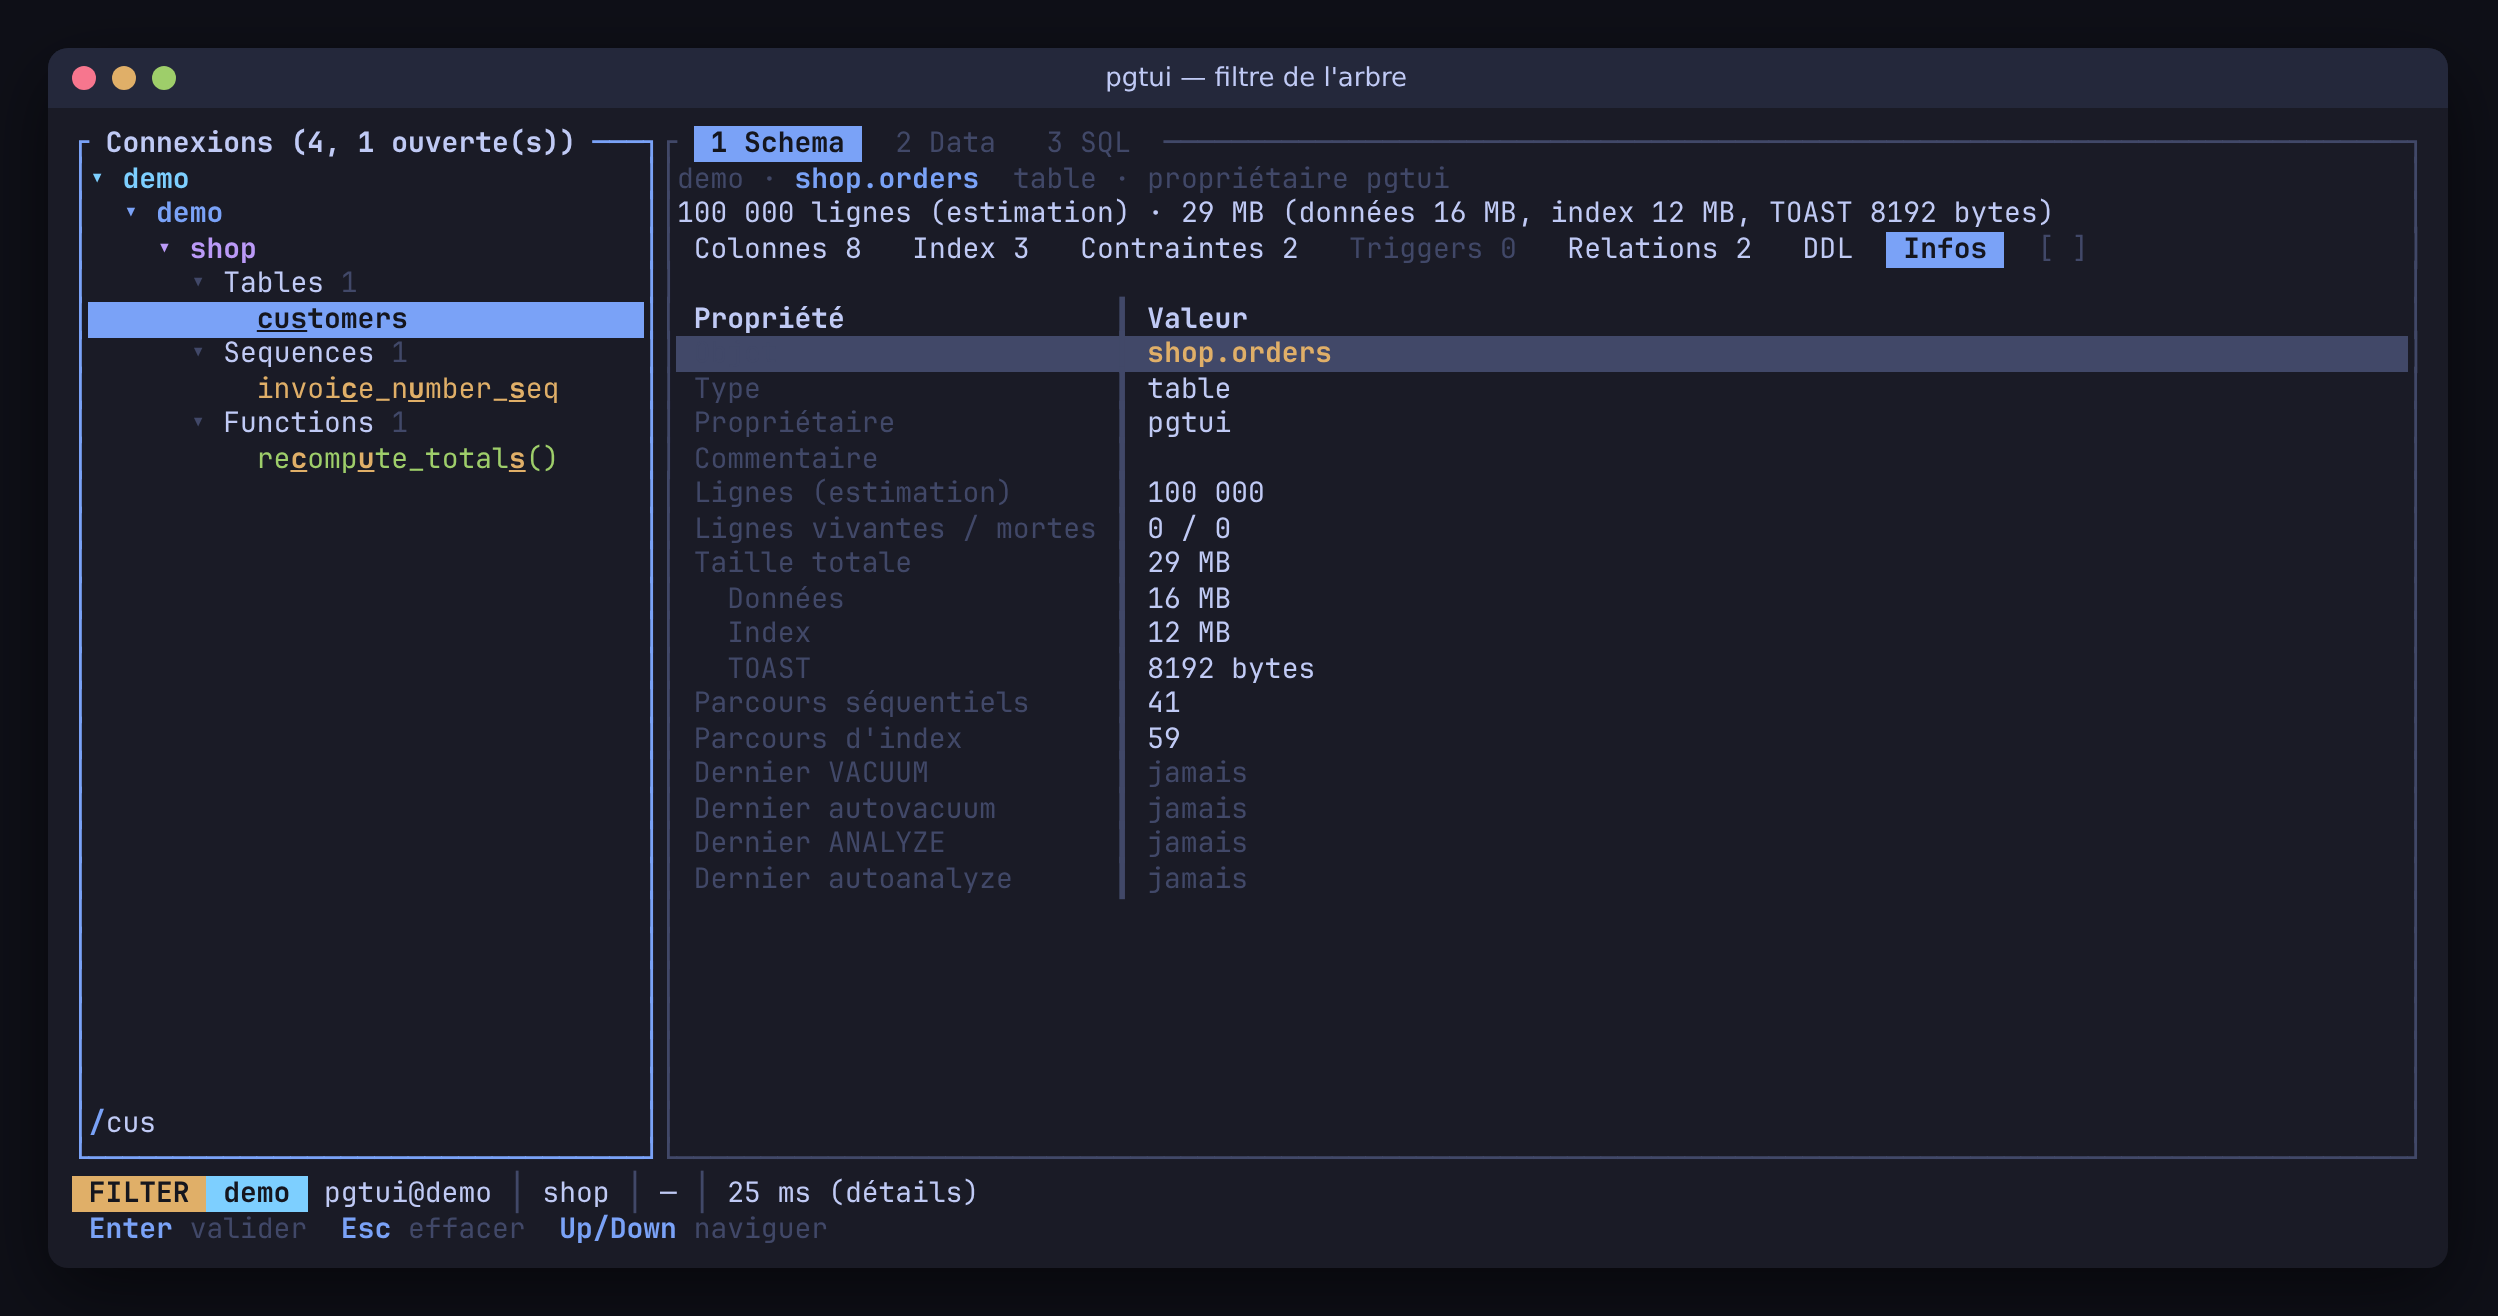 pgtui — filtre de l'arbre
Connexions (4, 1 ouverte(s))
▾ demo
▾ demo
▾ shop
▾ Tables 1
customers
▾ Sequences 1
invoice_number_seq
▾ Functions 1
recompute_totals()
/cus
1 Schema 2 Data 3 SQL
demo · shop.orders table · propriétaire pgtui
100 000 lignes (estimation) · 29 MB (données 16 MB, index 12 MB, TOAST 8192 bytes)
Colonnes 8 Index 3 Contraintes 2 Triggers 0 Relations 2 DDL Infos [ ]
Propriété Valeur
shop.orders
Type table
Propriétaire pgtui
Commentaire
Lignes (estimation) 100 000
Lignes vivantes / mortes 0 / 0
Taille totale 29 MB
Données 16 MB
Index 12 MB
TOAST 8192 bytes
Parcours séquentiels 41
Parcours d'index 59
Dernier VACUUM jamais
Dernier autovacuum jamais
Dernier ANALYZE jamais
Dernier autoanalyze jamais
FILTER demo pgtui@demo │ shop │ — │ 25 ms (détails)
Enter valider Esc effacer Up/Down naviguer